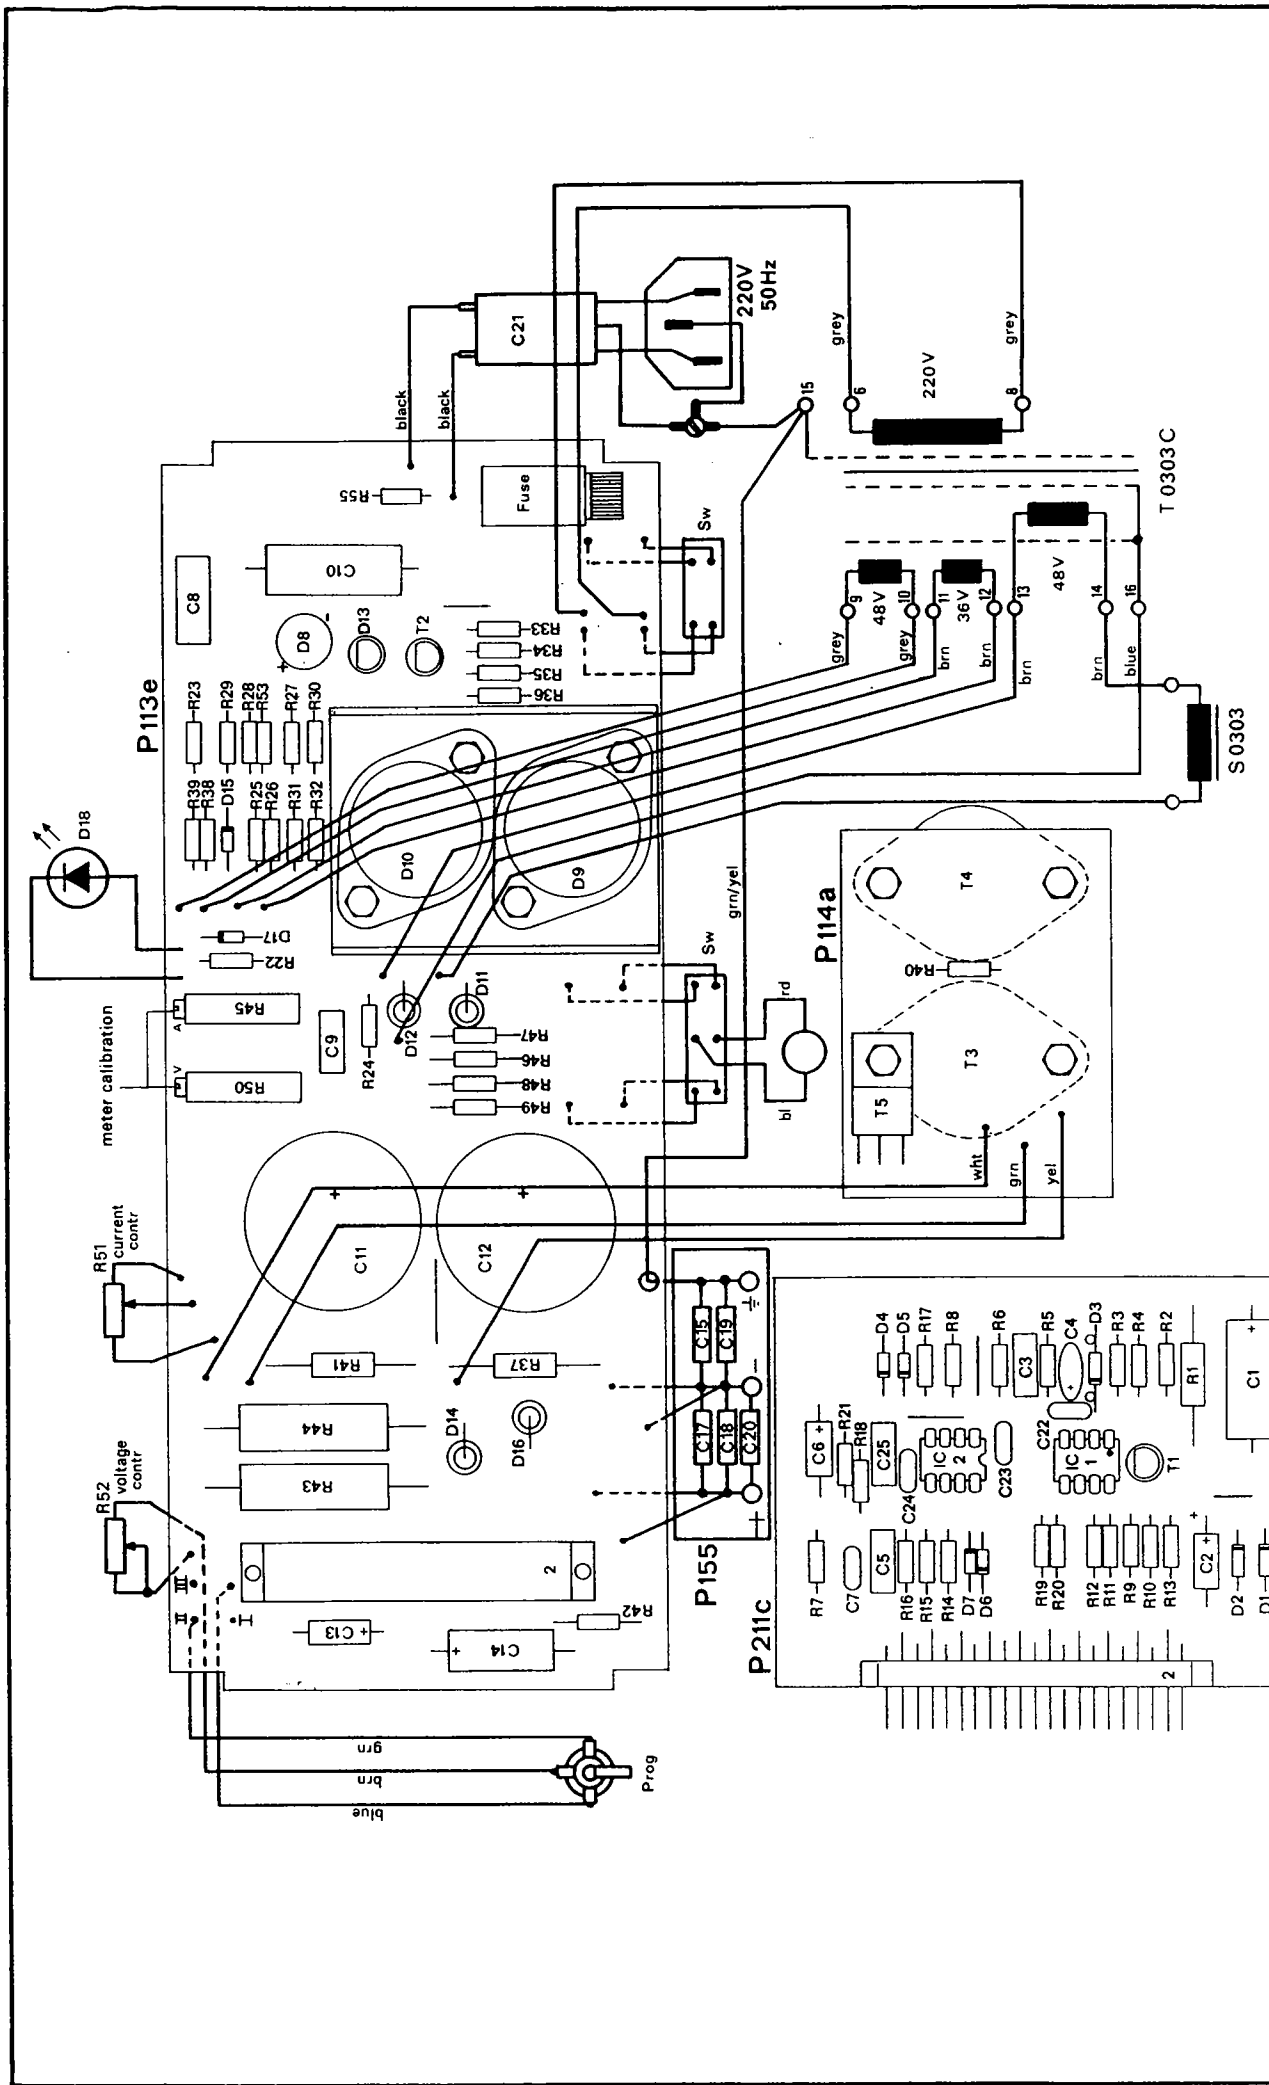 R52
voltage
contr
R51
current
contr
meter calibration
V
A
D18
P113e
II
III
I
R50
R45
R22
D17
R39
R38
D15
R25
R26
R31
R32
R23
R29
R28
R53
R27
R30
C8
D8
+
-
D13
T2
C10
R55
black
black
C21
Fuse
220V
50Hz
C13
+
C14
+
2
R42
R43
R44
D14
D16
R41
R37
C11
+
C12
+
C9
R24
D12
D11
R47
R46
R48
R49
D10
D9
R33
R34
R35
R36
Sw
Sw
rd
bl
grn/yel
grn
brn
blue
Prog
P155
C15
C19
C17
C18
C20
+
-
P114a
T5
T3
T4
R40
wht
grn
yel
grey
9
48V
grey
10
brn
11
36V
brn
12
brn
13
48V
brn
14
blue
16
15
grey
6
220V
grey
8
T0303C
S0303
P211c
R7
C7
C5
R16
R15
R14
D7
D6
R19
R20
R12
R11
R9
R10
R13
C2
+
+
D2
D1
2
C6 +
R21
R18
C25
C24
IC
2
C23
C22
IC
1
T1
D4
D5
R17
R8
R6
C3
R5
C4
+
D3
R3
R4
R2
R1
C1
+